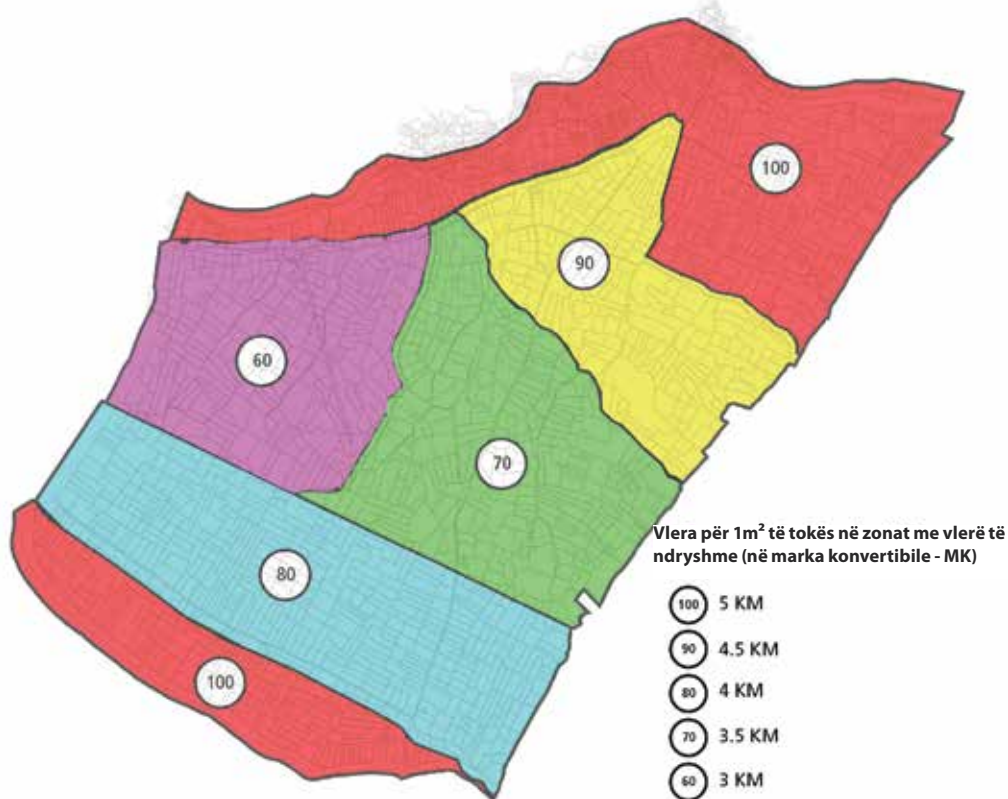 100
90
60
70
80
100
Vlera për 1m² të tokës në zonat me vlerë të
ndryshme (në marka konvertibile - MK)
100 5 KM
90 4.5 KM
80 4 KM
70 3.5 KM
60 3 KM